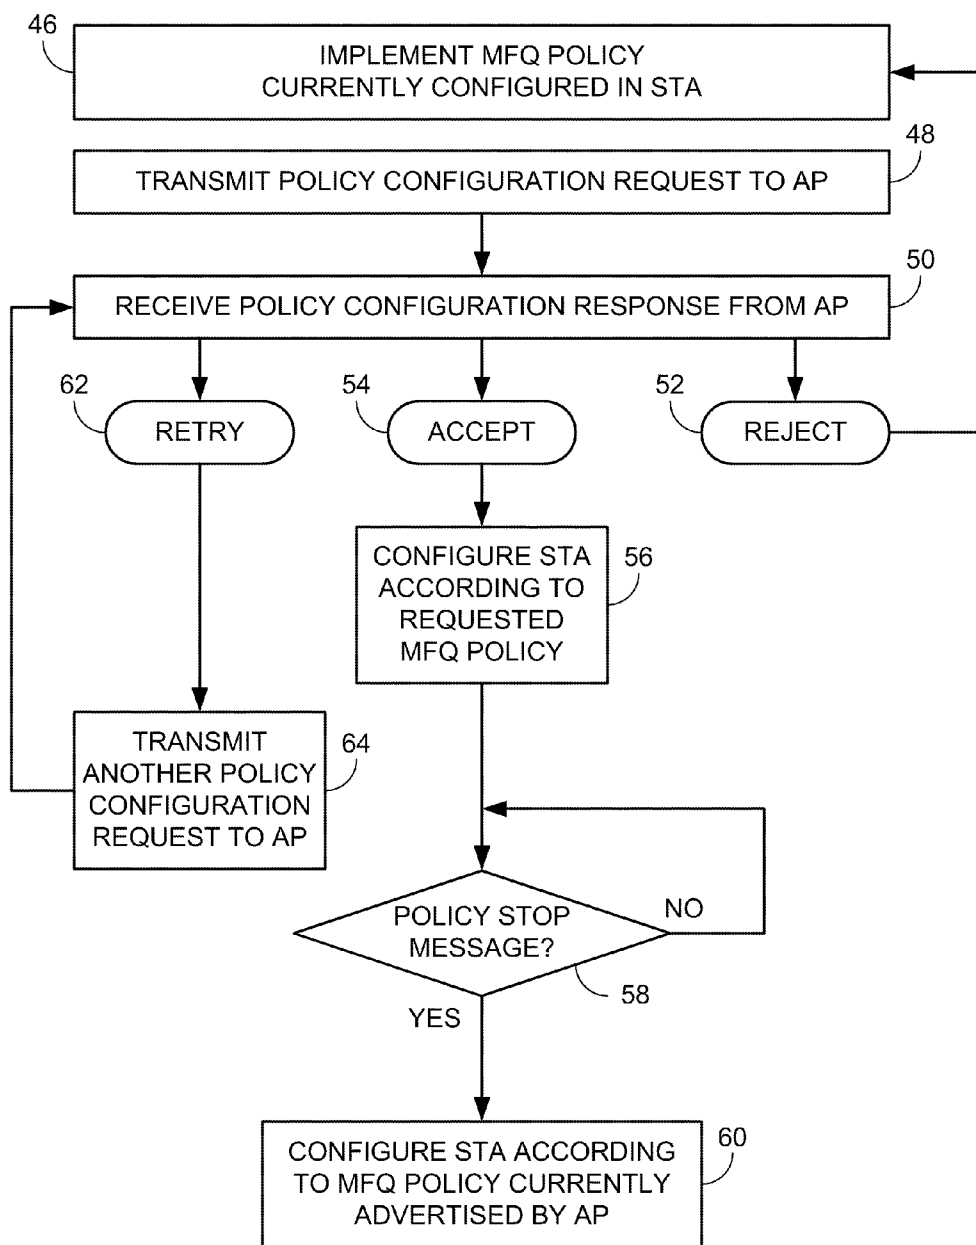 46
IMPLEMENT MFQ POLICY
CURRENTLY CONFIGURED IN STA
48
TRANSMIT POLICY CONFIGURATION REQUEST TO AP
50
RECEIVE POLICY CONFIGURATION RESPONSE FROM AP
62
RETRY
54
ACCEPT
52
REJECT
CONFIGURE STA
ACCORDING TO
REQUESTED
MFQ POLICY
56
TRANSMIT
ANOTHER POLICY
CONFIGURATION
REQUEST TO AP
64
POLICY STOP
MESSAGE?
NO
58
YES
CONFIGURE STA ACCORDING
TO MFQ POLICY CURRENTLY
ADVERTISED BY AP
60